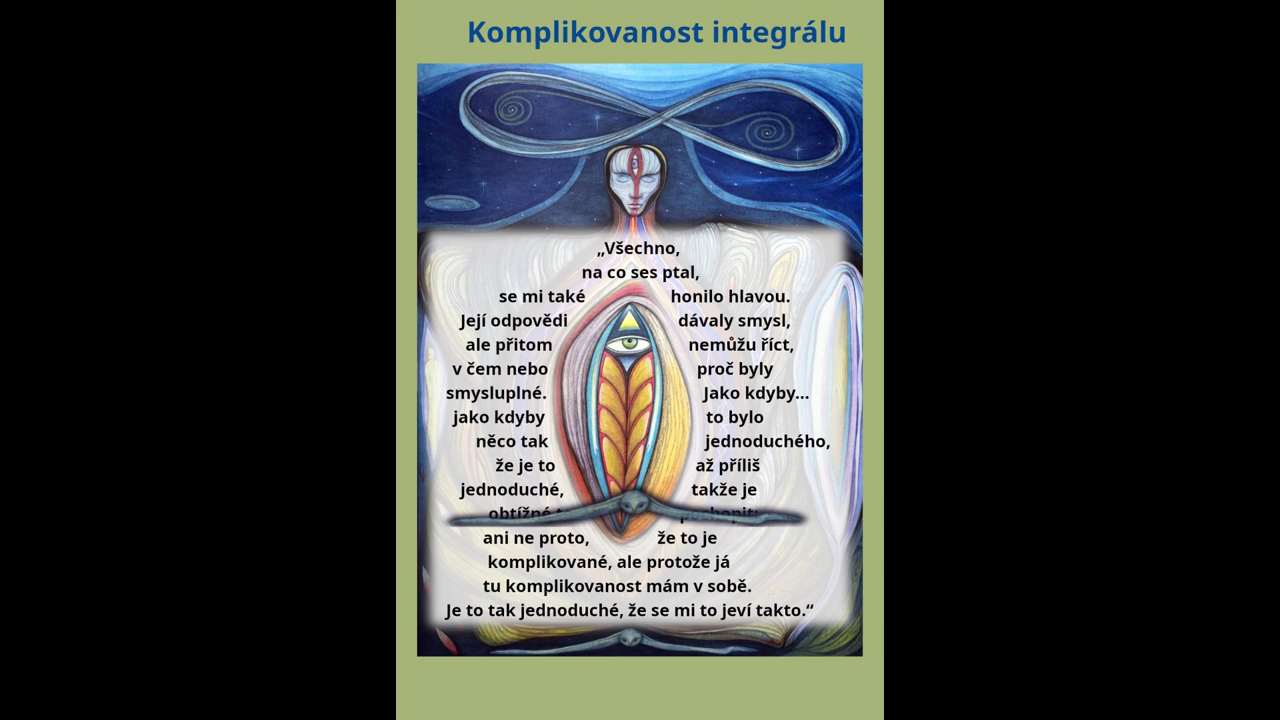 Komplikovanost integrálu
„Všechno,
na co ses ptal,
se mi také honilo hlavou.
Její odpovědi dávaly smysl,
ale přitom nemůžu říct,
v čem nebo proč byly
smysluplné. Jako kdyby...
jako kdyby to bylo
něco tak jednoduchého,
že je to až příliš
jednoduché, takže je
obtížné
ani ne proto, že to je
komplikované, ale protože já
tu komplikovanost mám v sobě.
Je to tak jednoduché, že se mi to jeví takto.“